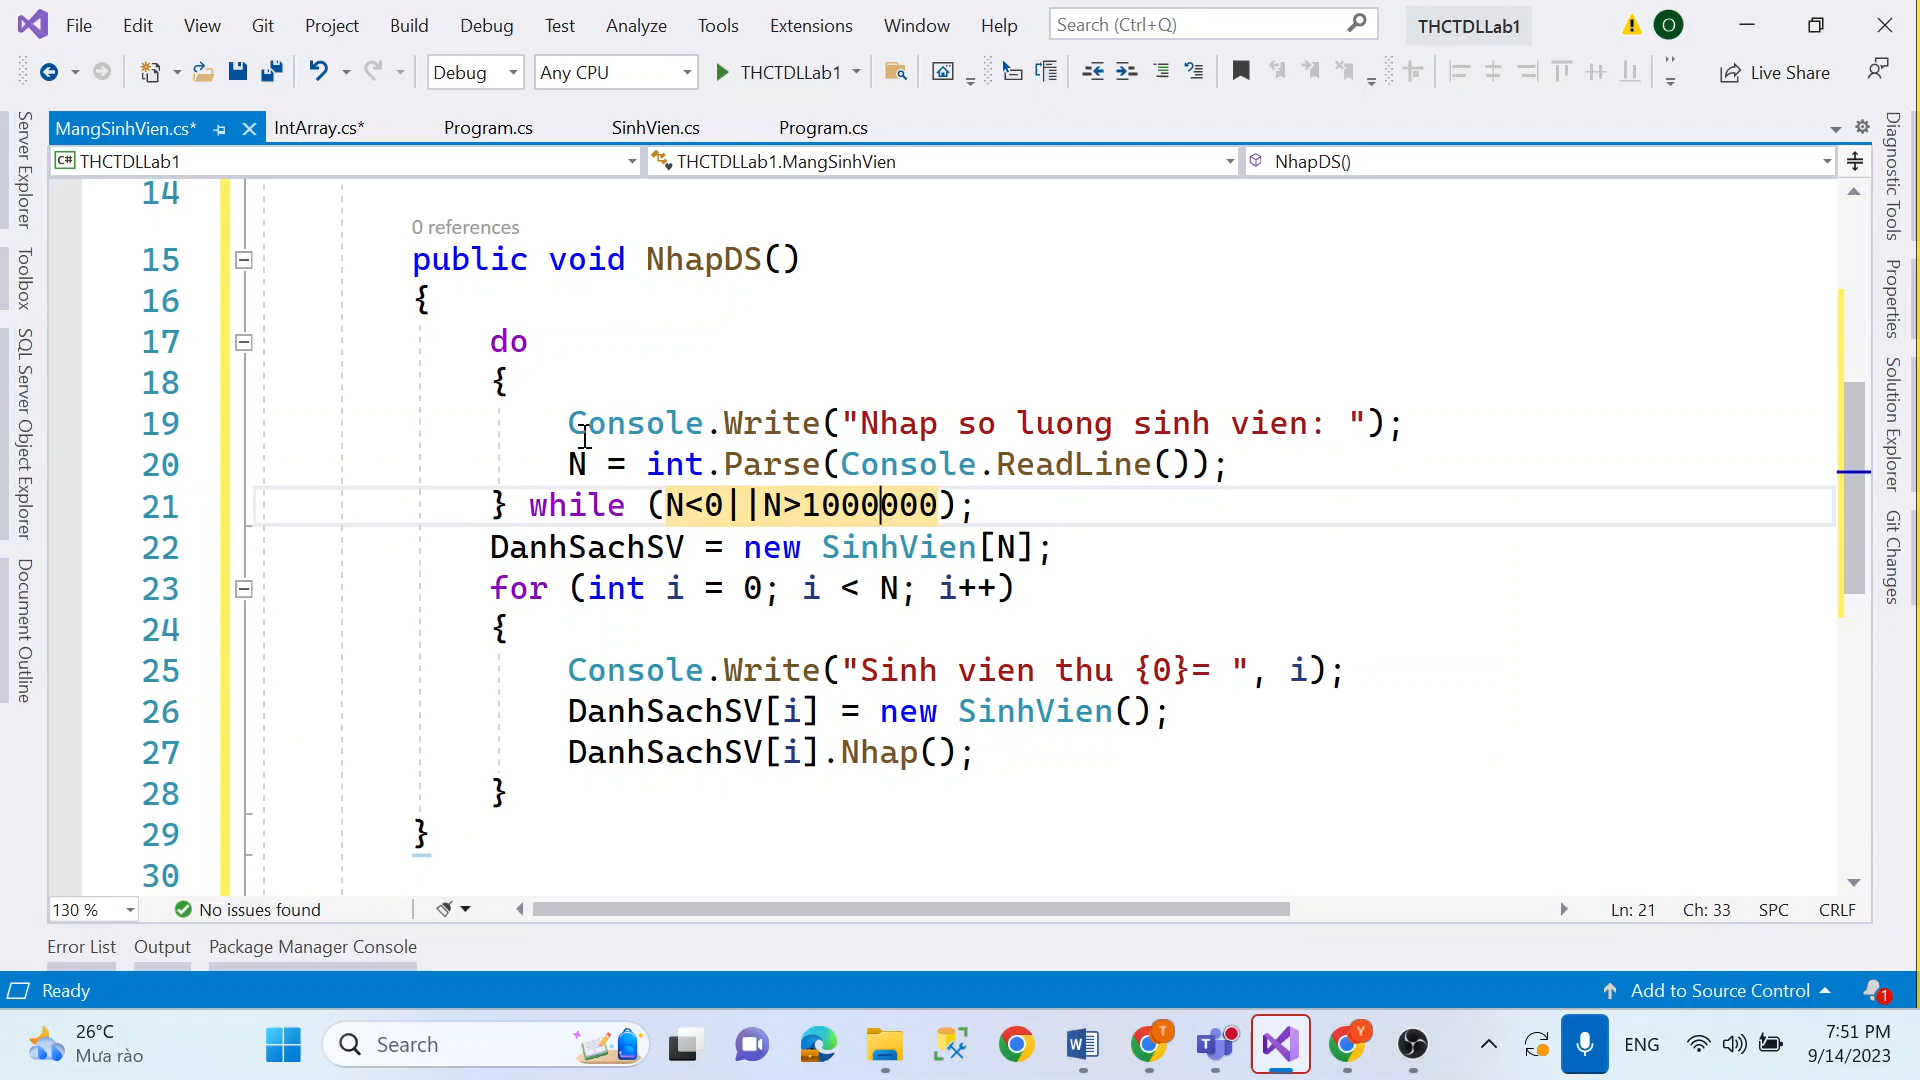 File Edit View Git Project Build Debug Test Analyze Tools Extensions Window Help Search (Ctrl+Q) THCTDLLab1 O
Debug Any CPU THCTDLLab1 Live Share
MangSinhVien.cs* IntArray.cs* Program.cs SinhVien.cs Program.cs
C# THCTDLLab1 THCTDLLab1.MangSinhVien NhapDS()
Server Explorer
Toolbox
SQL Server Object Explorer
Document Outline
14
0 references
15 public void NhapDS()
16 {
17 do
18 {
19 Console.Write("Nhap so luong sinh vien: ");
20 N = int.Parse(Console.ReadLine());
21 } while (N<0||N>1000000);
22 DanhSachSV = new SinhVien[N];
23 for (int i = 0; i < N; i++)
24 {
25 Console.Write("Sinh vien thu {0}= ", i);
26 DanhSachSV[i] = new SinhVien();
27 DanhSachSV[i].Nhap();
28 }
29 }
30
Diagnostic Tools
Properties
Solution Explorer
Git Changes
130 % No issues found Ln: 21 Ch: 33 SPC CRLF
Error List Output Package Manager Console
Ready Add to Source Control 1
26°C
Mưa rào
Search T Y ENG
7:51 PM
9/14/2023